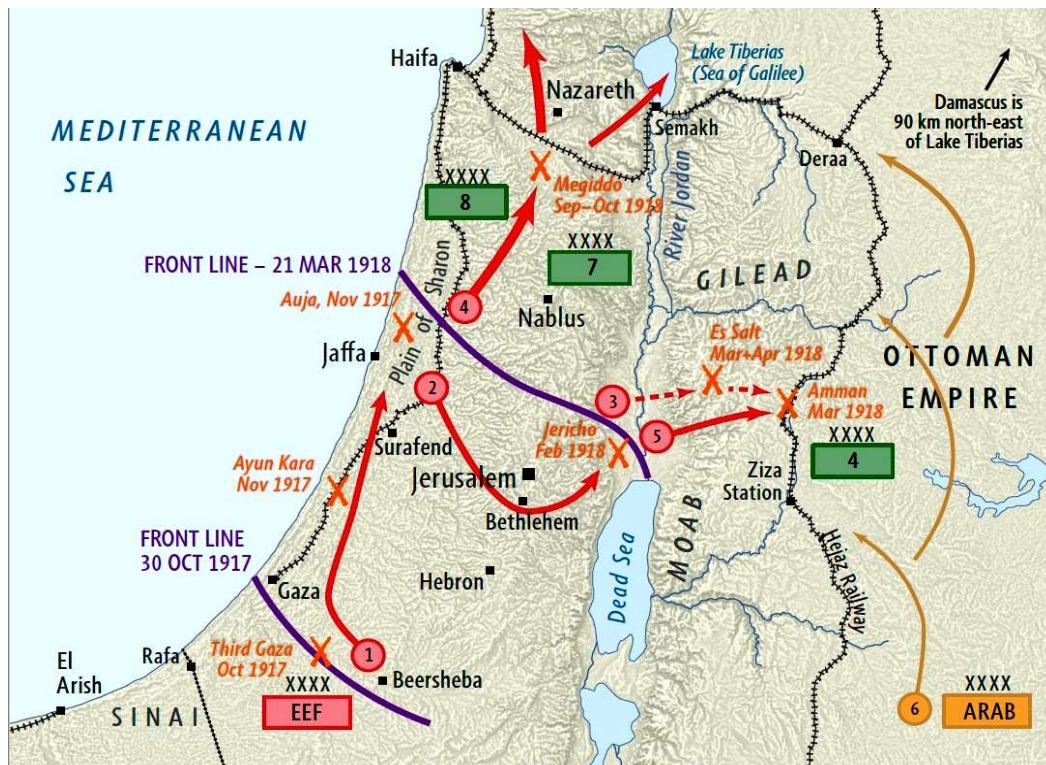 Haifa
Lake Tiberias
(Sea of Galilee)
Nazareth
Damascus is
90 km north-east
of Lake Tiberias
MEDITERRANEAN
SEA
Semakh
Deraa
XXXX
8
Megiddo
Sep–Oct 1918
River Jordan
XXXX
7
FRONT LINE – 21 MAR 1918
Plain of Sharon
GILEAD
Auja, Nov 1917
4
Nablus
Es Salt
Mar+Apr 1918
OTTOMAN
EMPIRE
Jaffa
2
3
Amman
Mar 1918
5
Jericho
Feb 1918
XXXX
4
Surafend
Ayun Kara
Nov 1917
Jerusalem
Ziza
Station
Bethlehem
MOAB
FRONT LINE
30 OCT 1917
Hejaz Railway
Gaza
Hebron
Dead Sea
Third Gaza
Oct 1917
1
Rafa
El
Arish
Beersheba
XXXX
EEF
SINAI
6
XXXX
ARAB